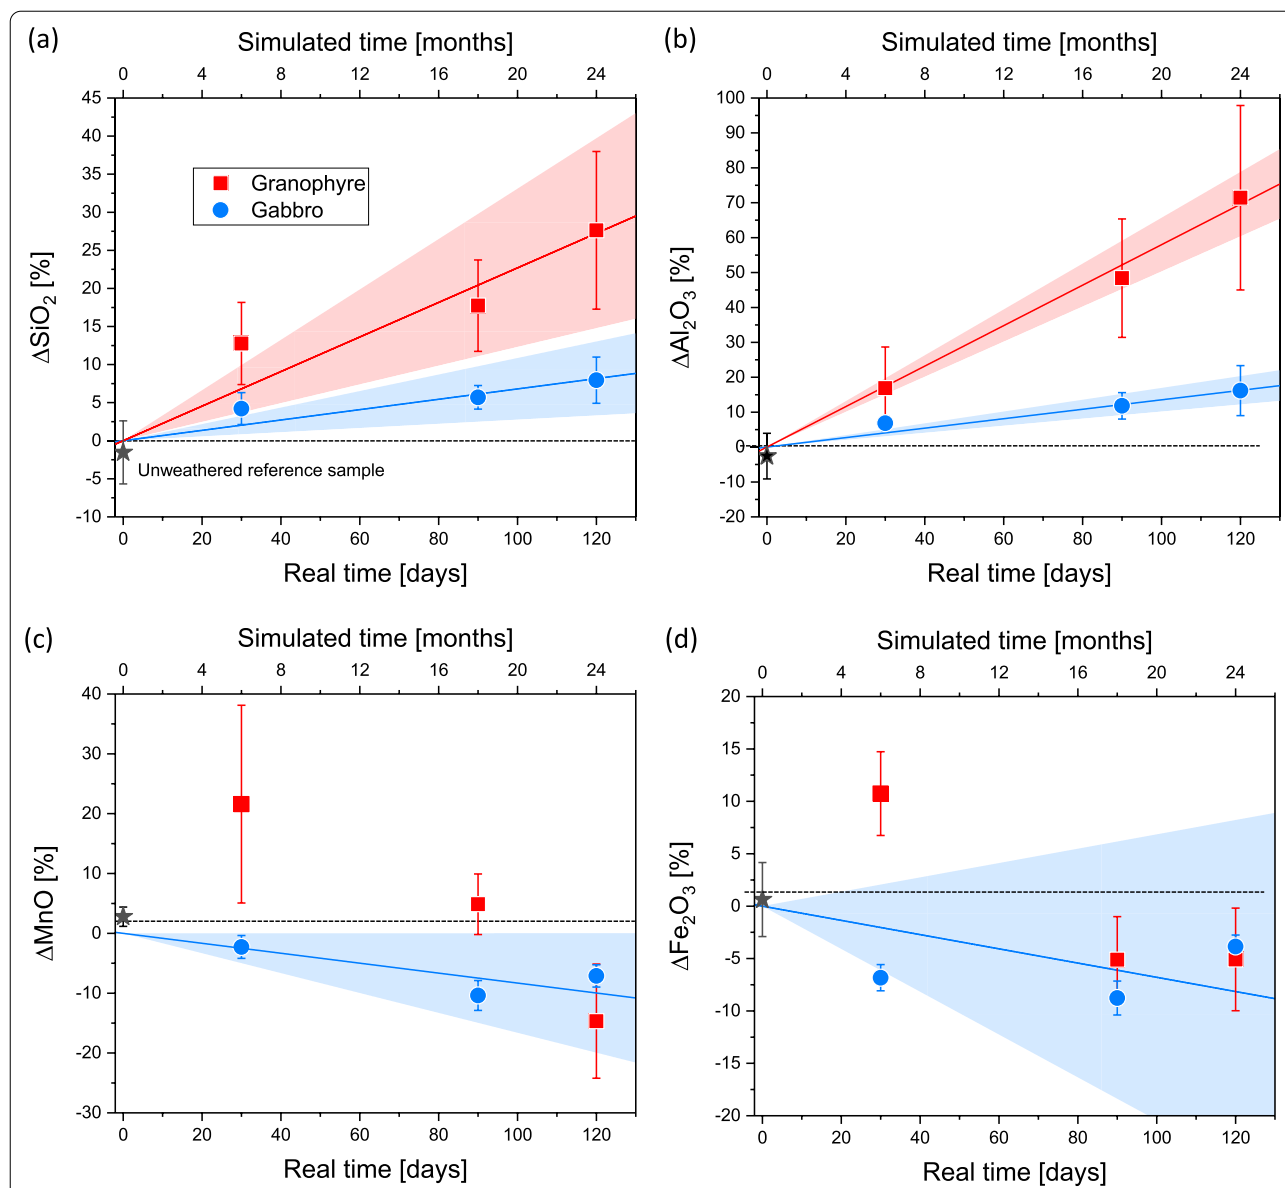 (a)
Simulated time [months]
0 4 8 12 16 20 24
45
40
35
30
25
20
15
10
5
0
-5
-10
ΔSiO₂ [%]
Granophyre
Gabbro
Unweathered reference sample
0 20 40 60 80 100 120
Real time [days]
(b)
Simulated time [months]
0 4 8 12 16 20 24
100
90
80
70
60
50
40
30
20
10
0
-10
-20
ΔAl₂O₃ [%]
0 20 40 60 80 100 120
Real time [days]
(c)
Simulated time [months]
0 4 8 12 16 20 24
40
30
20
10
0
-10
-20
-30
ΔMnO [%]
0 20 40 60 80 100 120
Real time [days]
(d)
Simulated time [months]
0 4 8 12 16 20 24
20
15
10
5
0
-5
-10
-15
-20
ΔFe₂O₃ [%]
0 20 40 60 80 100 120
Real time [days]